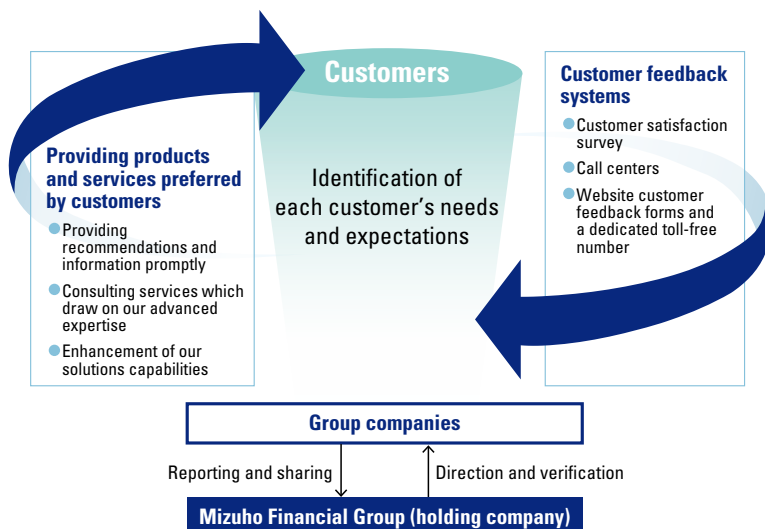 Customers
Providing products
and services preferred
by customers
Providing
recommendations and
information promptly
Consulting services which
draw on our advanced
expertise
Enhancement of our
solutions capabilities
Identification of
each customer's needs
and expectations
Customer feedback
systems
Customer satisfaction
survey
Call centers
Website customer
feedback forms and
a dedicated toll-free
number
Group companies
Reporting and sharing
Direction and verification
Mizuho Financial Group (holding company)